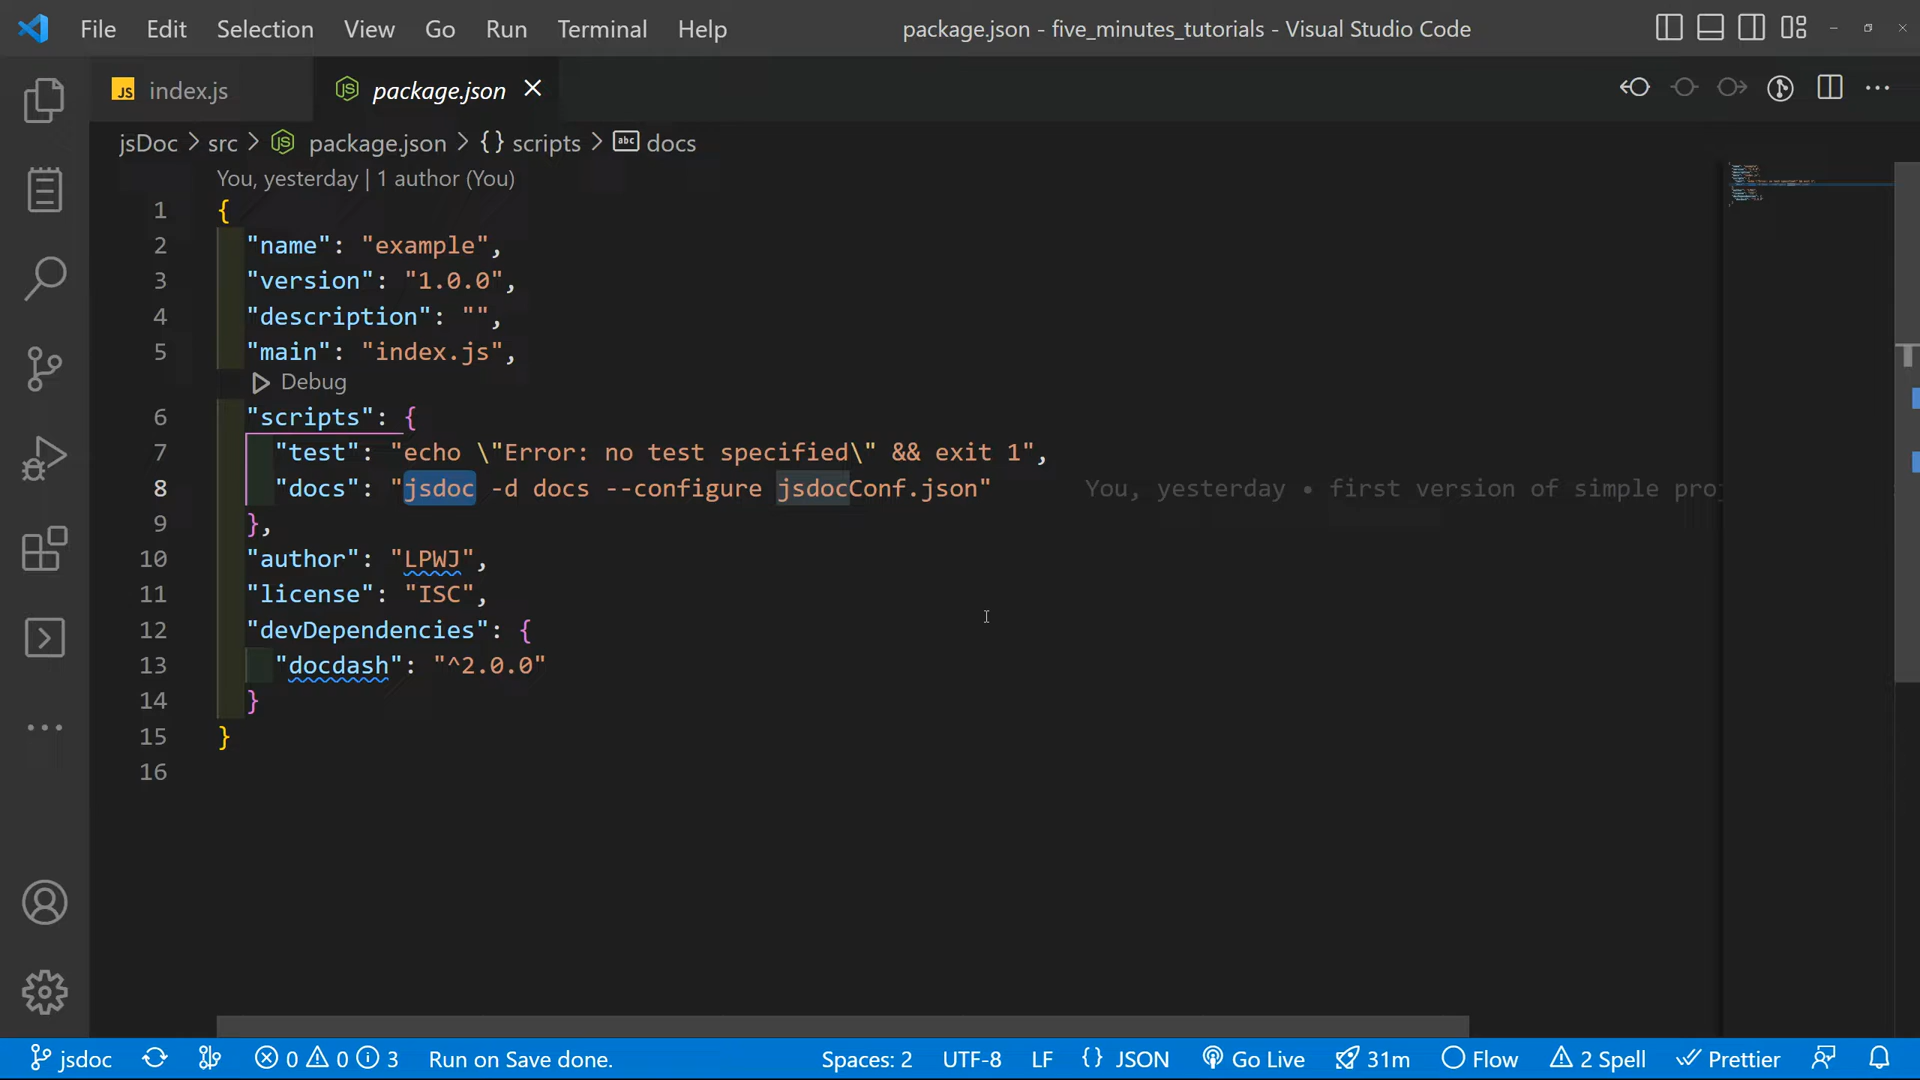 File Edit Selection View Go Run Terminal Help package.json - five_minutes_tutorials - Visual Studio Code
JS index.js JS package.json
jsDoc > src > JS package.json > {} scripts > abc docs
You, yesterday | 1 author (You)
1 {
2 "name": "example",
3 "version": "1.0.0",
4 "description": "",
5 "main": "index.js",
Debug
6 "scripts": {
7 "test": "echo \"Error: no test specified\" && exit 1",
8 "docs": "jsdoc -d docs --configure jsdocConf.json" You, yesterday • first version of simple pro
9 },
10 "author": "LPWJ",
11 "license": "ISC",
12 "devDependencies": {
13 "docdash": "^2.0.0"
14 }
15 }
16
jsdoc 0 0 3 Run on Save done. Spaces: 2 UTF-8 LF {} JSON Go Live 31m Flow 2 Spell Prettier